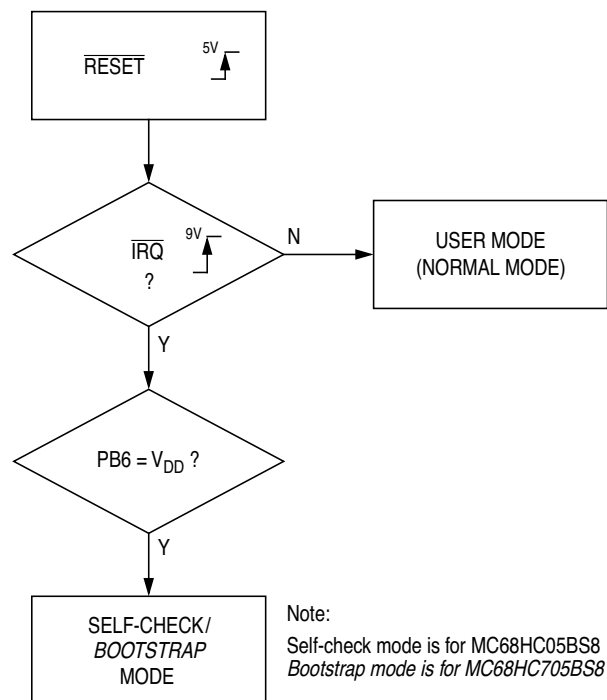 RESET
5V
IRQ
9V
?
N
USER MODE
(NORMAL MODE)
Y
PB6 = VDD ?
Y
SELF-CHECK/
BOOTSTRAP
MODE
Note:
Self-check mode is for MC68HC05BS8
Bootstrap mode is for MC68HC705BS8